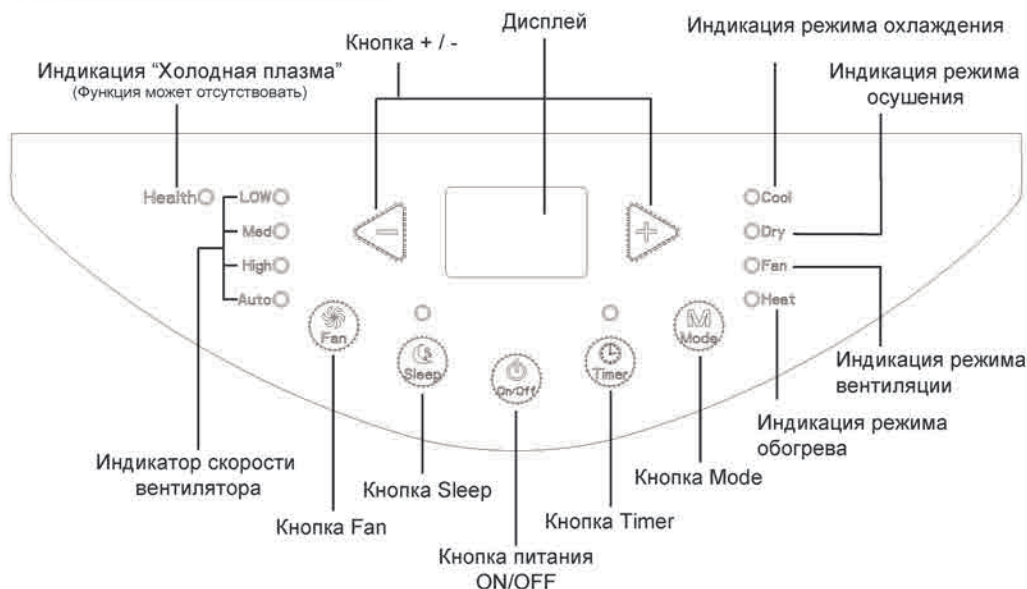 Дисплей
Индикация режима охлаждения
Кнопка + / -
Индикация "Холодная плазма"
(Функция может отсутствовать)
Индикация режима
осушения
Health
LOW
Med
High
Auto
−
+
Cool
Dry
Fan
Heat
Fan
Sleep
On/Off
Timer
M
Mode
Индикация режима
вентиляции
Индикация режима
обогрева
Индикатор скорости
вентилятора
Кнопка Mode
Кнопка Sleep
Кнопка Timer
Кнопка Fan
Кнопка питания
ON/OFF